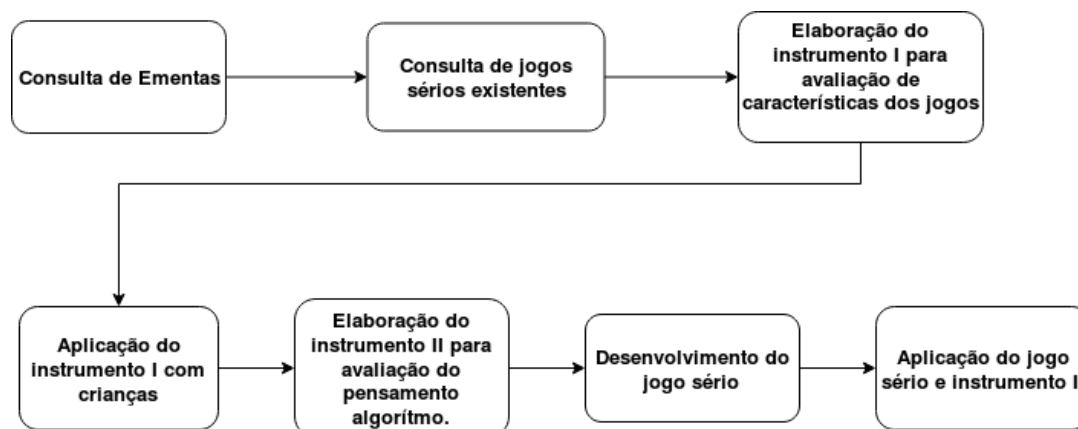 Consulta de Ementas
Consulta de jogos
sérios existentes
Elaboração do
instrumento I para
avaliação de
características dos jogos
Aplicação do
instrumento I com
crianças
Elaboração do
instrumento II para
avaliação do
pensamento
algorítmo.
Desenvolvimento do
jogo sério
Aplicação do jogo
sério e instrumento I